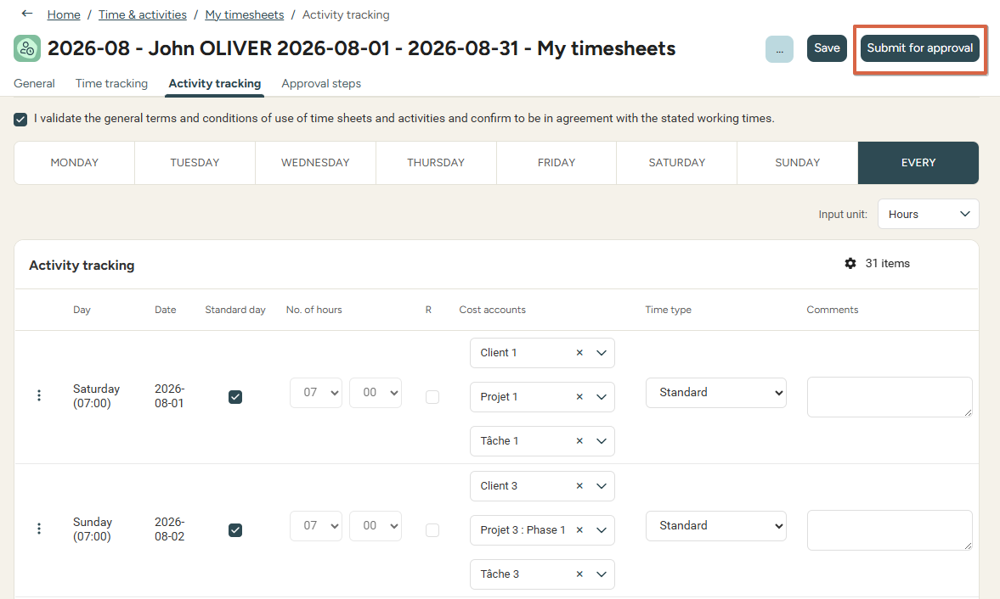 Home / Time & activities / My timesheets / Activity tracking
2026-08 - John OLIVER 2026-08-01 - 2026-08-31 - My timesheets
... Save Submit for approval
General Time tracking Activity tracking Approval steps
I validate the general terms and conditions of use of time sheets and activities and confirm to be in agreement with the stated working times.
MONDAY TUESDAY WEDNESDAY THURSDAY FRIDAY SATURDAY SUNDAY EVERY
Input unit: Hours
Activity tracking 31 items
Day Date Standard day No. of hours R Cost accounts Time type Comments
Client 1
Saturday
(07:00)
2026-
08-01
07 00
Projet 1
Standard
Tâche 1
Client 3
Sunday
(07:00)
2026-
08-02
07 00
Projet 3 : Phase 1
Standard
Tâche 3